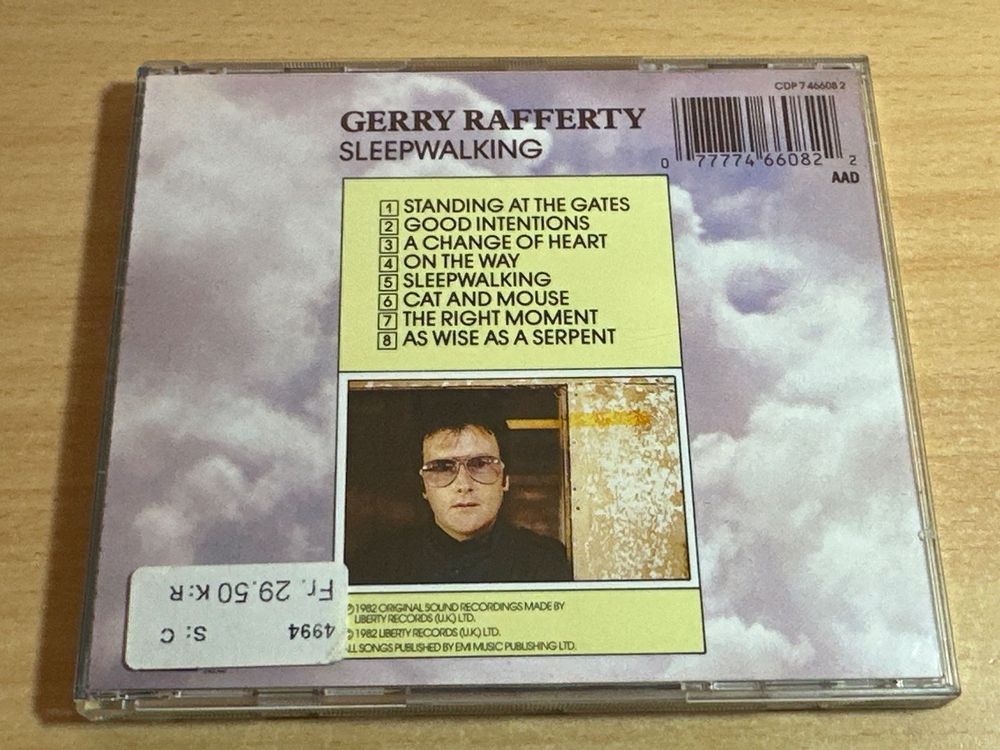 CDP 7 46608 2
GERRY RAFFERTY
SLEEPWALKING
0 77774 66082 2
AAD
1 STANDING AT THE GATES
2 GOOD INTENTIONS
3 A CHANGE OF HEART
4 ON THE WAY
5 SLEEPWALKING
6 CAT AND MOUSE
7 THE RIGHT MOMENT
8 AS WISE AS A SERPENT
4994 S: C
Fr. 29.50 K:R
℗ 1982 ORIGINAL SOUND RECORDINGS MADE BY
LIBERTY RECORDS (U.K.) LTD.
© 1982 LIBERTY RECORDS (U.K.) LTD.
ALL SONGS PUBLISHED BY EMI MUSIC PUBLISHING LTD.